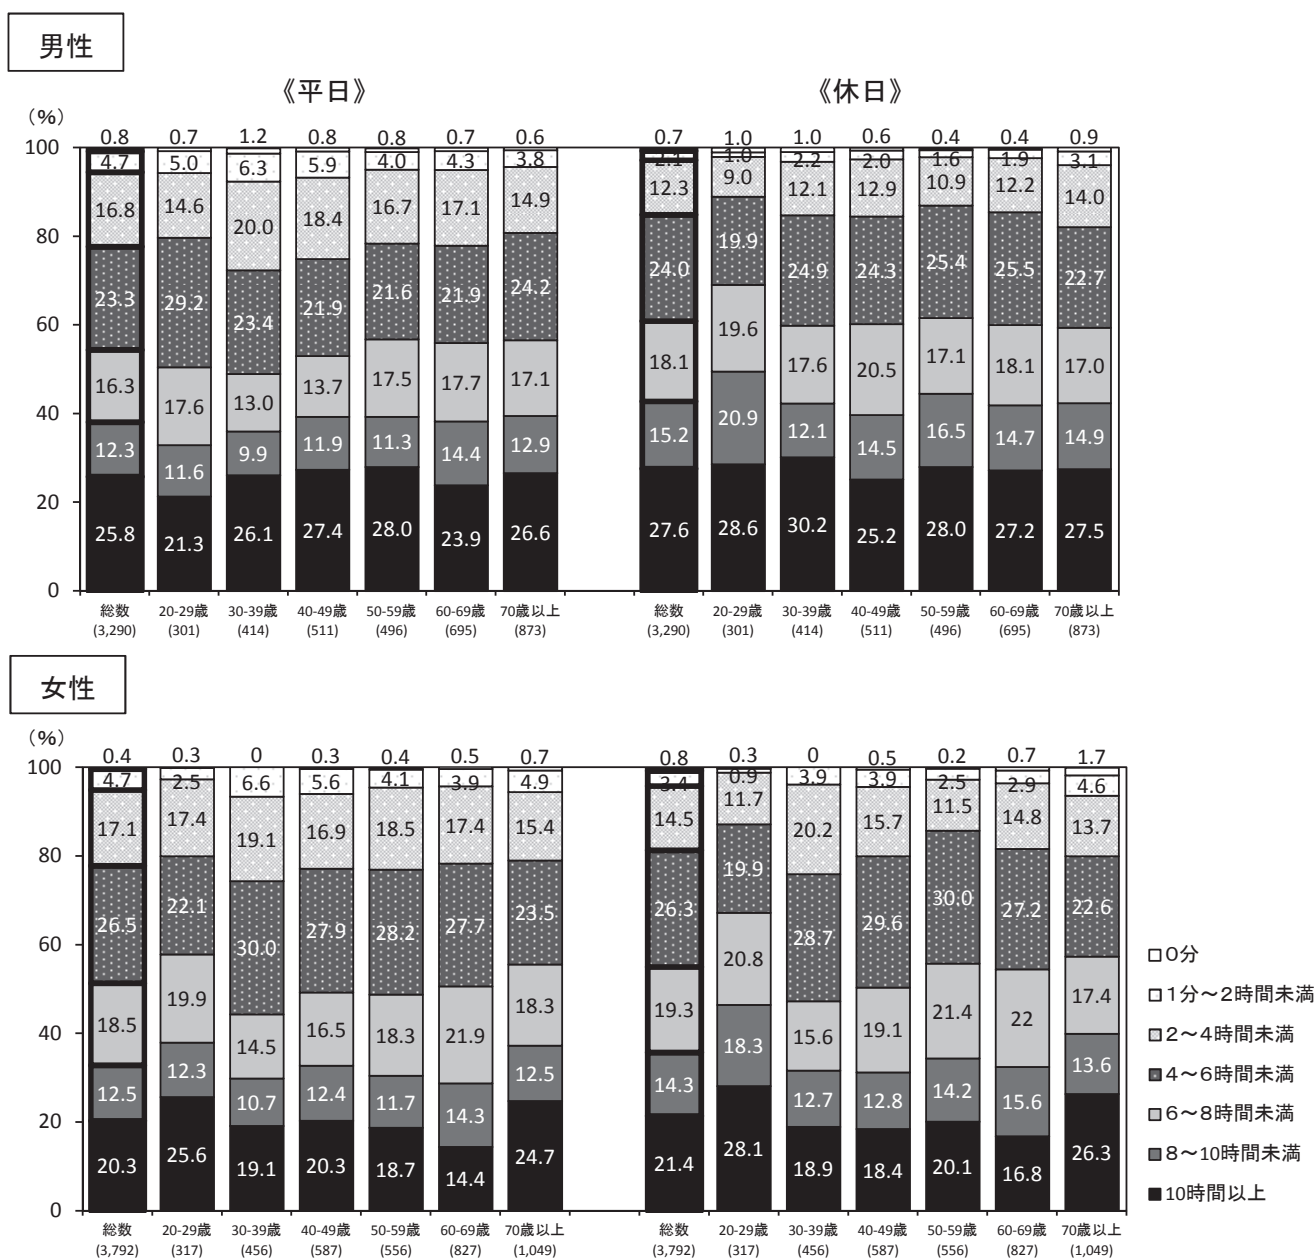 男性
《平日》
《休日》
(%)
0.8 0.7 1.2 0.8 0.8 0.7 0.6 0.7 1.0 1.0 0.6 0.4 0.4 0.9
100
4.7 5.0 6.3 5.9 4.0 4.3 3.8 2.1 1.0 2.2 2.0 1.6 1.9 3.1
16.8 14.6 20.0 18.4 16.7 17.1 14.9 12.3 9.0 12.1 12.9 10.9 12.2 14.0
80
23.3 29.2 23.4 21.9 21.6 21.9 24.2 24.0 19.9 24.9 24.3 25.4 25.5 22.7
60
16.3 17.6 13.0 13.7 17.5 17.7 17.1 18.1 19.6 17.6 20.5 17.1 18.1 17.0
40
12.3 11.6 9.9 11.9 11.3 14.4 12.9 15.2 20.9 12.1 14.5 16.5 14.7 14.9
20
25.8 21.3 26.1 27.4 28.0 23.9 26.6 27.6 28.6 30.2 25.2 28.0 27.2 27.5
0
総数 20-29歳 30-39歳 40-49歳 50-59歳 60-69歳 70歳以上 総数 20-29歳 30-39歳 40-49歳 50-59歳 60-69歳 70歳以上
(3,290) (301) (414) (511) (496) (695) (873) (3,290) (301) (414) (511) (496) (695) (873)
女性
(%)
0.4 0.3 0 0.3 0.4 0.5 0.7 0.8 0.3 0 0.5 0.2 0.7 1.7
100
4.7 2.5 6.6 5.6 4.1 3.9 4.9 3.4 0.9 3.9 3.9 2.5 2.9 4.6
17.1 17.4 19.1 16.9 18.5 17.4 15.4 14.5 11.7 20.2 15.7 11.5 14.8 13.7
80
26.5 22.1 30.0 27.9 28.2 27.7 23.5 26.3 19.9 28.7 29.6 30.0 27.2 22.6
60
18.5 19.9 14.5 16.5 18.3 21.9 18.3 19.3 20.8 15.6 19.1 21.4 22 17.4
40
12.5 12.3 10.7 12.4 11.7 14.3 12.5 14.3 18.3 12.7 12.8 14.2 15.6 13.6
20
20.3 25.6 19.1 20.3 18.7 14.4 24.7 21.4 28.1 18.9 18.4 20.1 16.8 26.3
0
総数 20-29歳 30-39歳 40-49歳 50-59歳 60-69歳 70歳以上 総数 20-29歳 30-39歳 40-49歳 50-59歳 60-69歳 70歳以上
(3,792) (317) (456) (587) (556) (827) (1,049) (3,792) (317) (456) (587) (556) (827) (1,049)
0分
1分～2時間未満
2～4時間未満
4～6時間未満
6～8時間未満
8～10時間未満
10時間以上